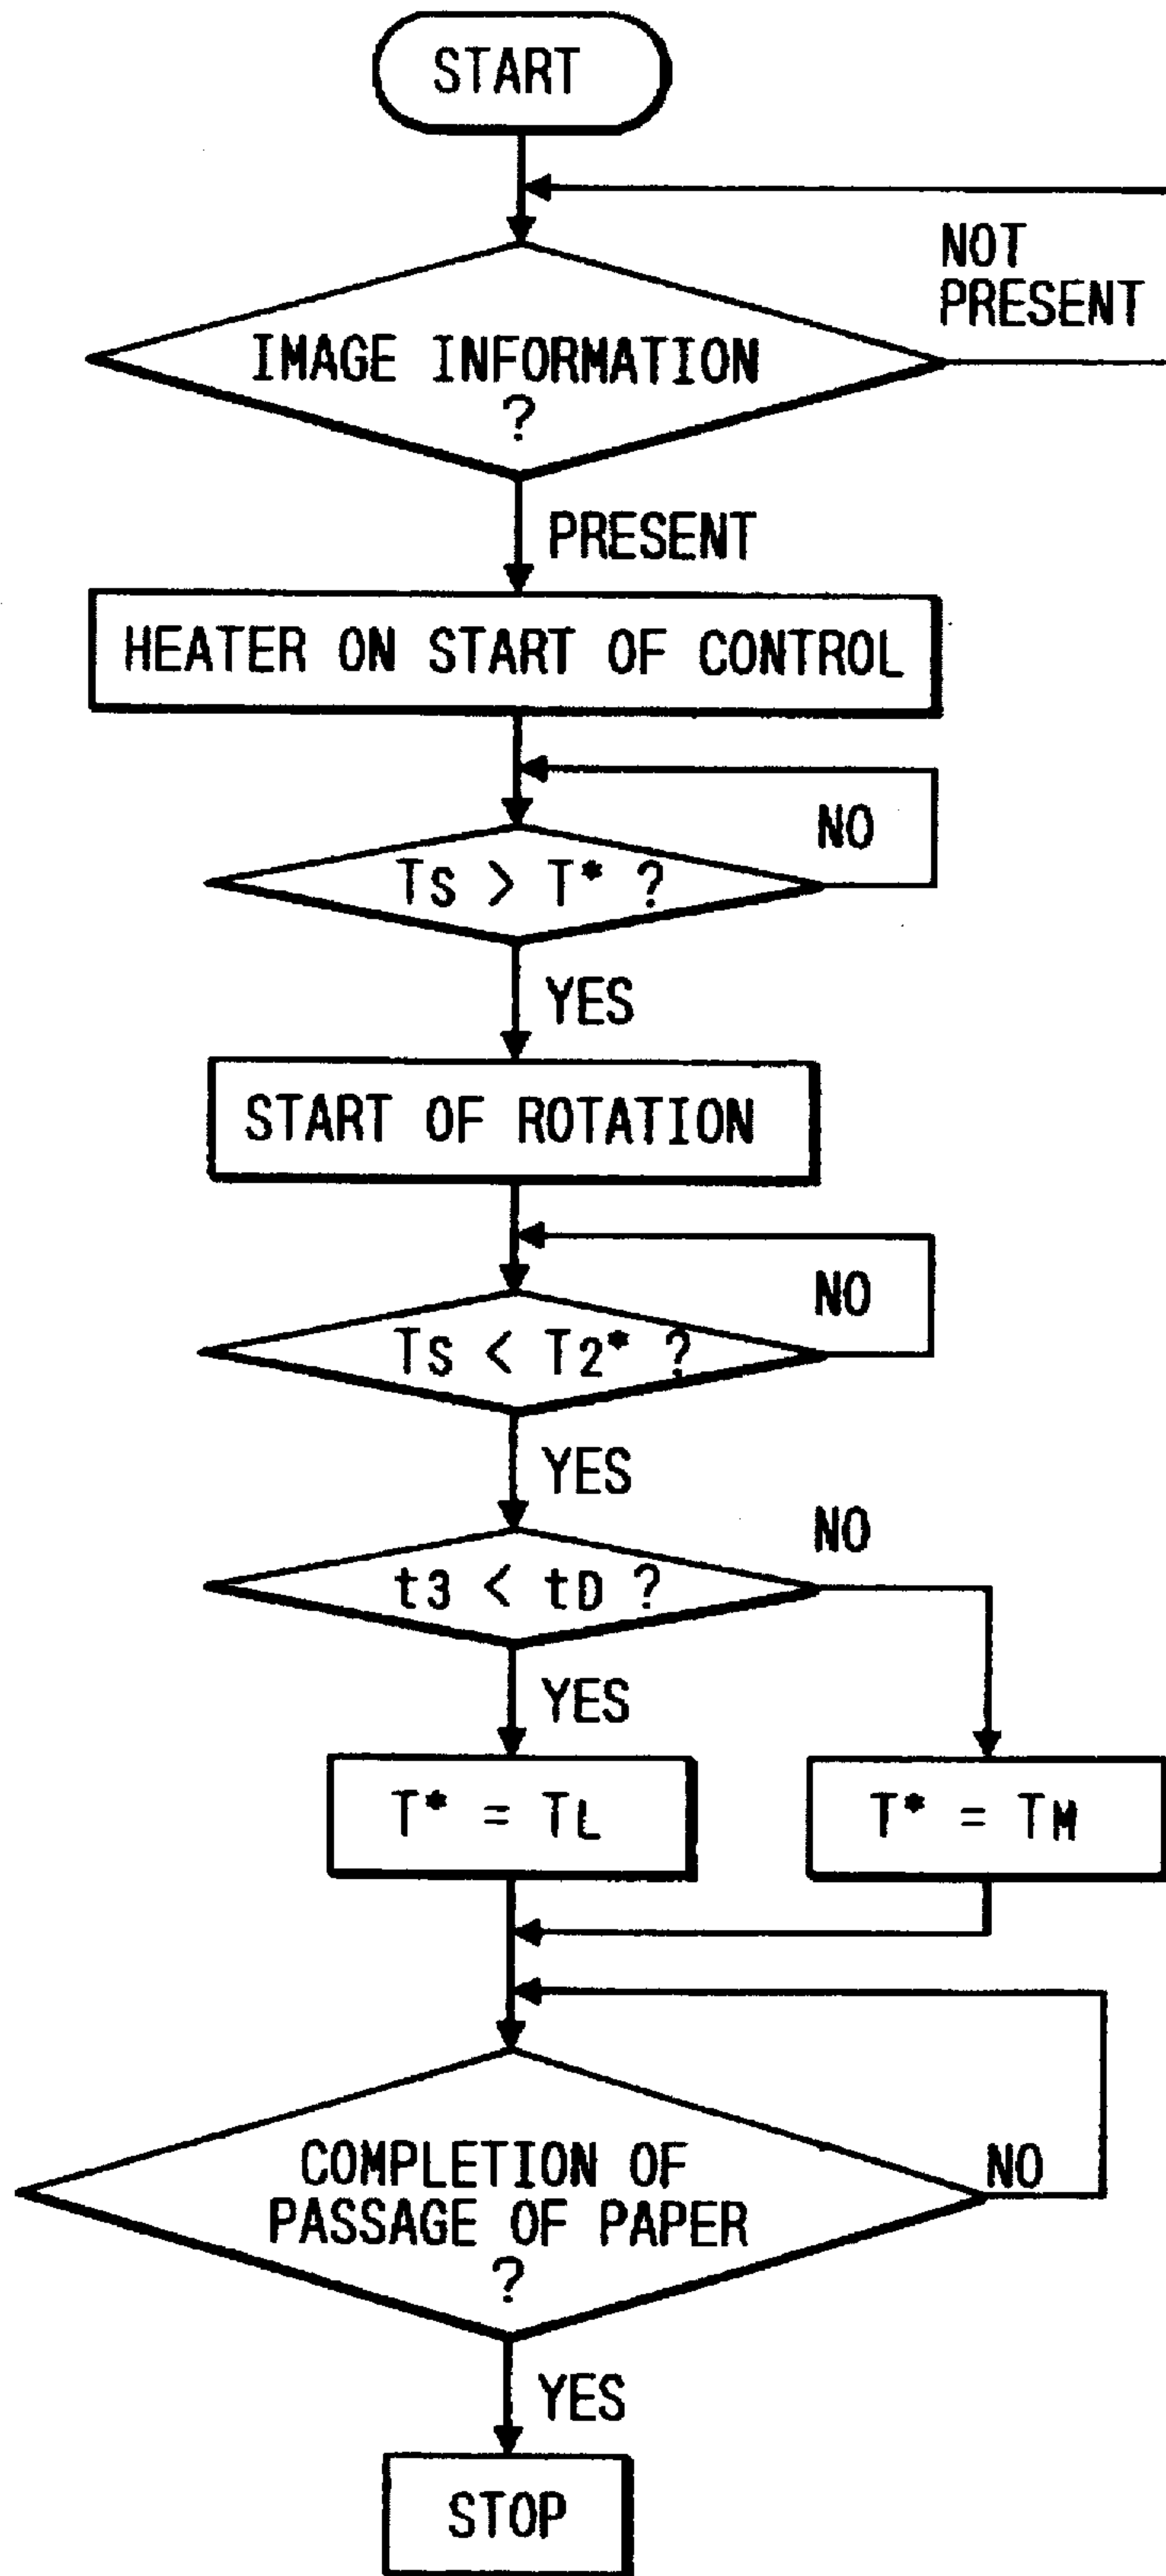 START
NOT
PRESENT
IMAGE INFORMATION
?
PRESENT
HEATER ON START OF CONTROL
NO
TS > T* ?
YES
START OF ROTATION
NO
TS < T2* ?
YES
NO
t3 < tD ?
YES
T* = TL
T* = TM
COMPLETION OF
PASSAGE OF PAPER
?
NO
YES
STOP